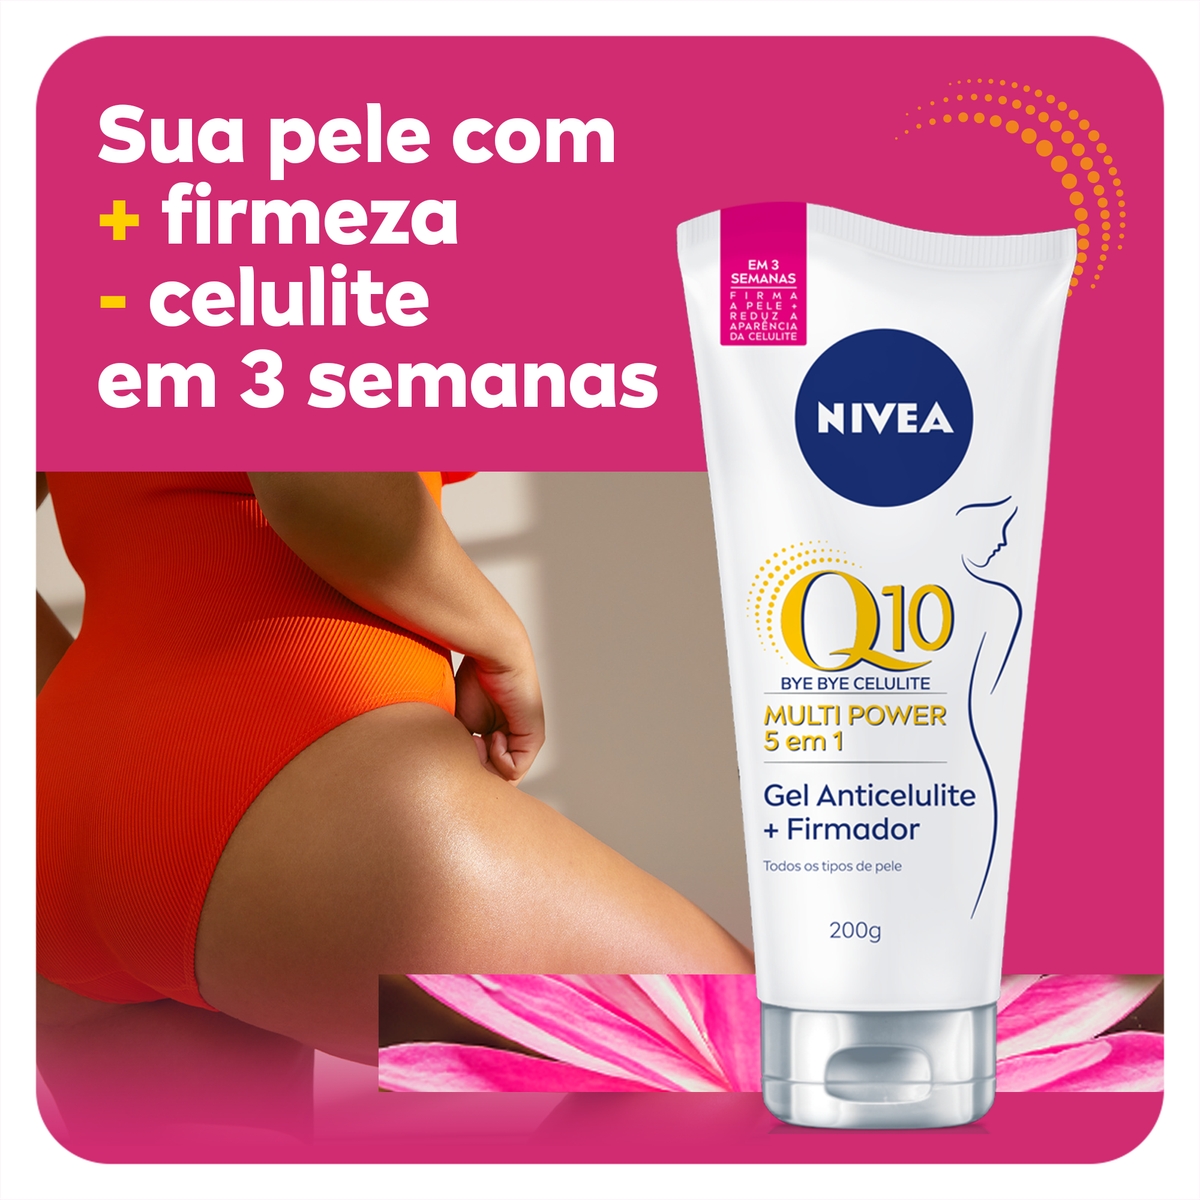 Sua pele com
+ firmeza
- celulite
em 3 semanas
EM 3
SEMANAS
FIRMA
A PELE +
REDUZ A
APARÊNCIA
DA CELULITE
NIVEA
Q10
BYE BYE CELULITE
MULTI POWER
5 em 1
Gel Anticelulite
+ Firmador
Todos os tipos de pele
200g